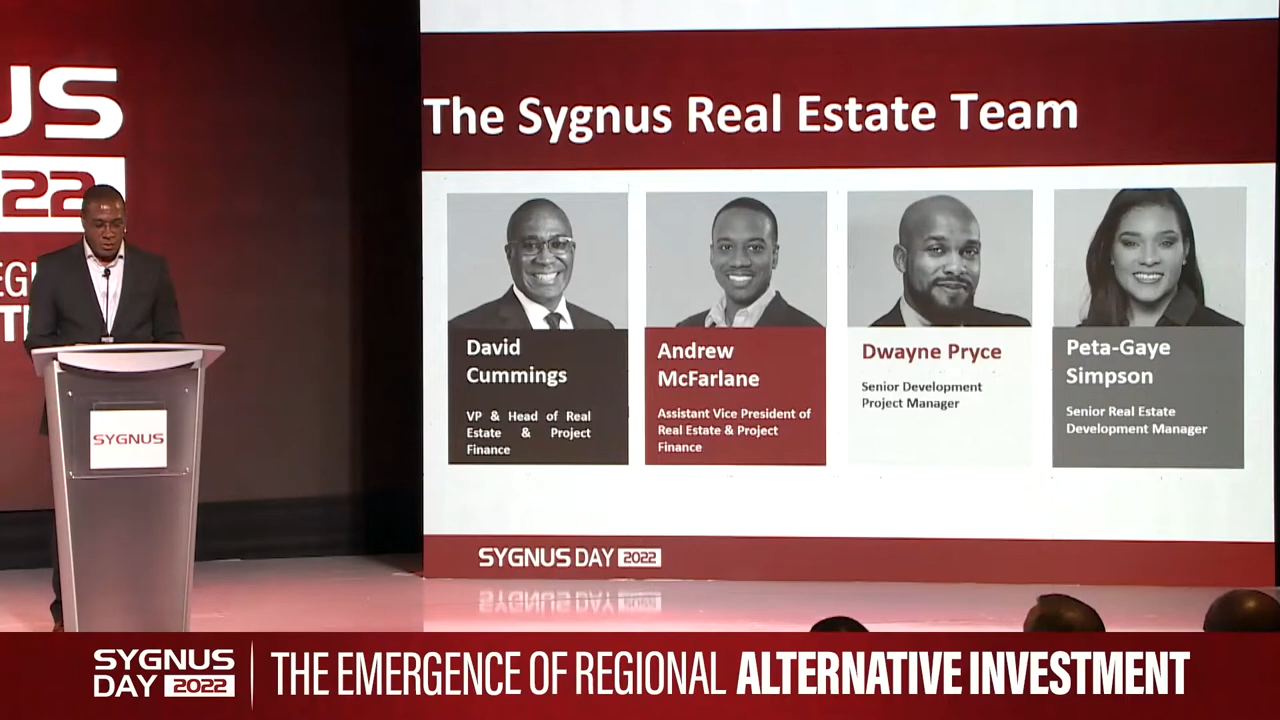 US
22
The Sygnus Real Estate Team
David
Cummings
VP & Head of Real
Estate & Project
Finance
Andrew
McFarlane
Assistant Vice President of
Real Estate & Project
Finance
Dwayne Pryce
Senior Development
Project Manager
Peta-Gaye
Simpson
Senior Real Estate
Development Manager
SYGNUS
SYGNUS DAY 2022
SYGNUS
DAY 2022
THE EMERGENCE OF REGIONAL ALTERNATIVE INVESTMENT